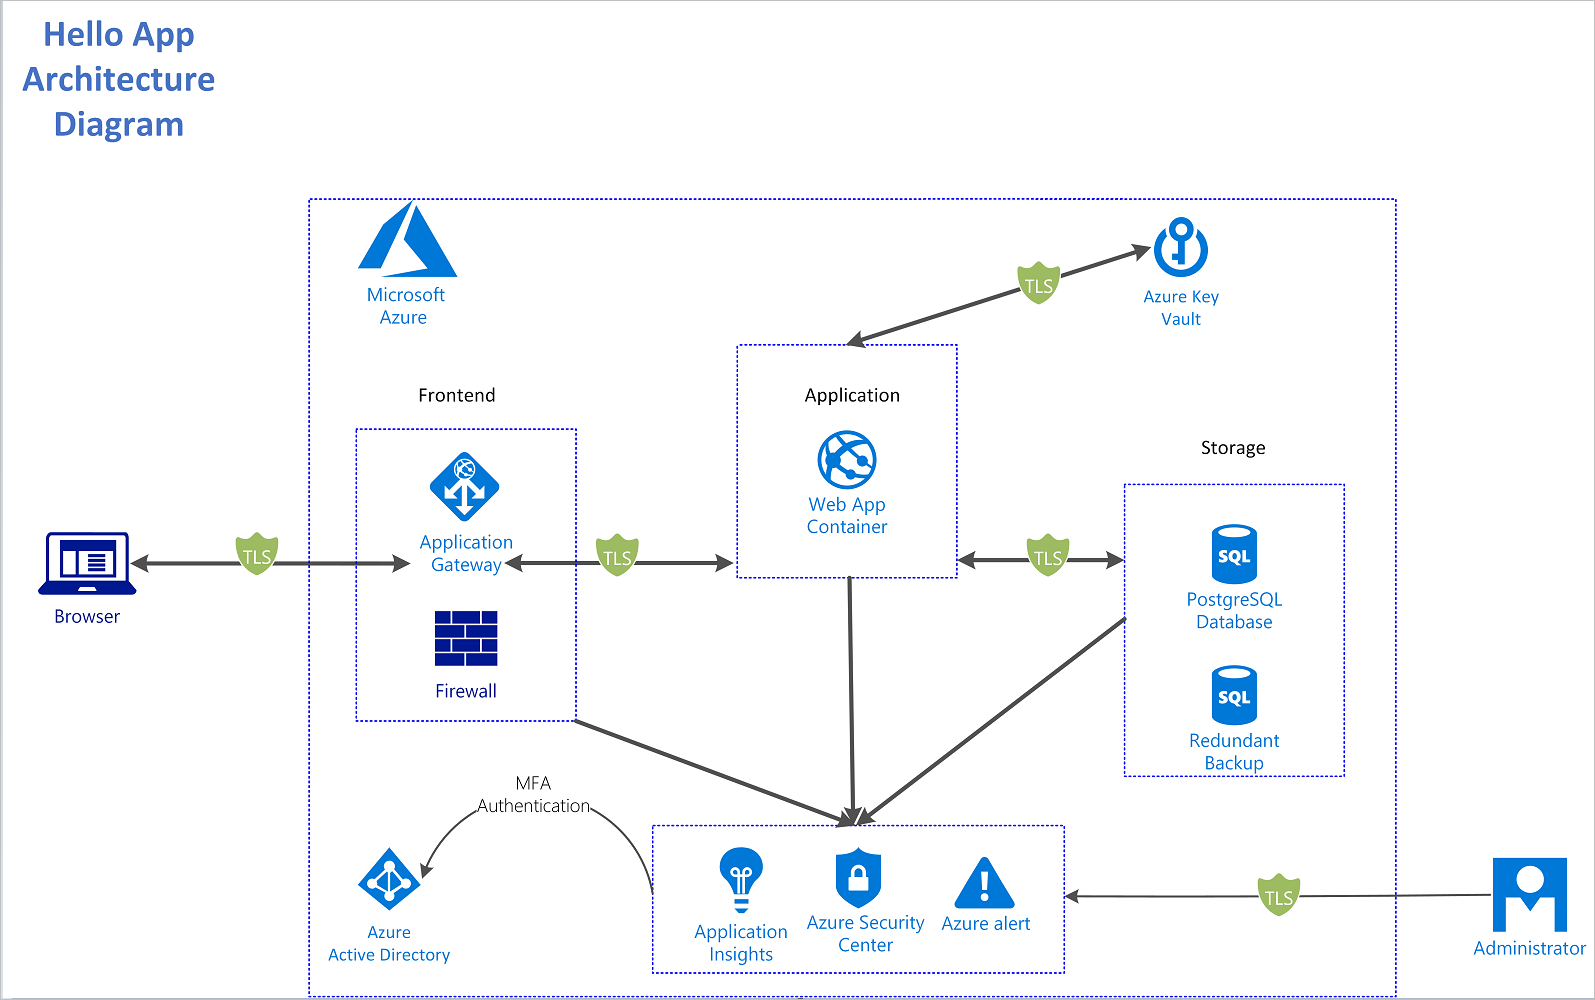 Hello App
Architecture
Diagram
Microsoft
Azure
TLS
Azure Key
Vault
Frontend
Application
Storage
Web App
Container
Application
Gateway
TLS
TLS
TLS
PostgreSQL
Database
SQL
Browser
Firewall
SQL
Redundant
Backup
MFA
Authentication
Azure
Active Directory
Application
Insights
Azure Security
Center
Azure alert
TLS
Administrator